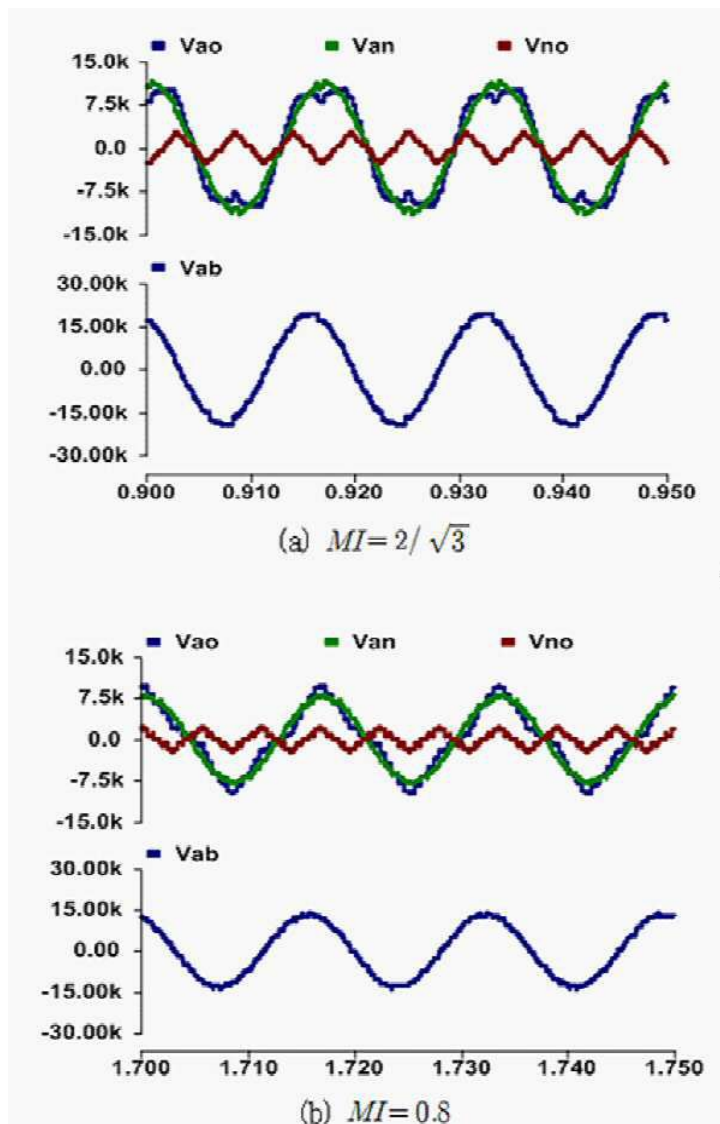 Vao Van Vno
15.0k
7.5k
0.0
-7.5k
-15.0k
Vab
30.00k
15.00k
0.00
-15.00k
-30.00k
0.900 0.910 0.920 0.930 0.940 0.950
(a) MI = 2/ √3
Vao Van Vno
15.0k
7.5k
0.0
-7.5k
-15.0k
Vab
30.00k
15.00k
0.00
-15.00k
-30.00k
1.700 1.710 1.720 1.730 1.740 1.750
(b) MI = 0.8